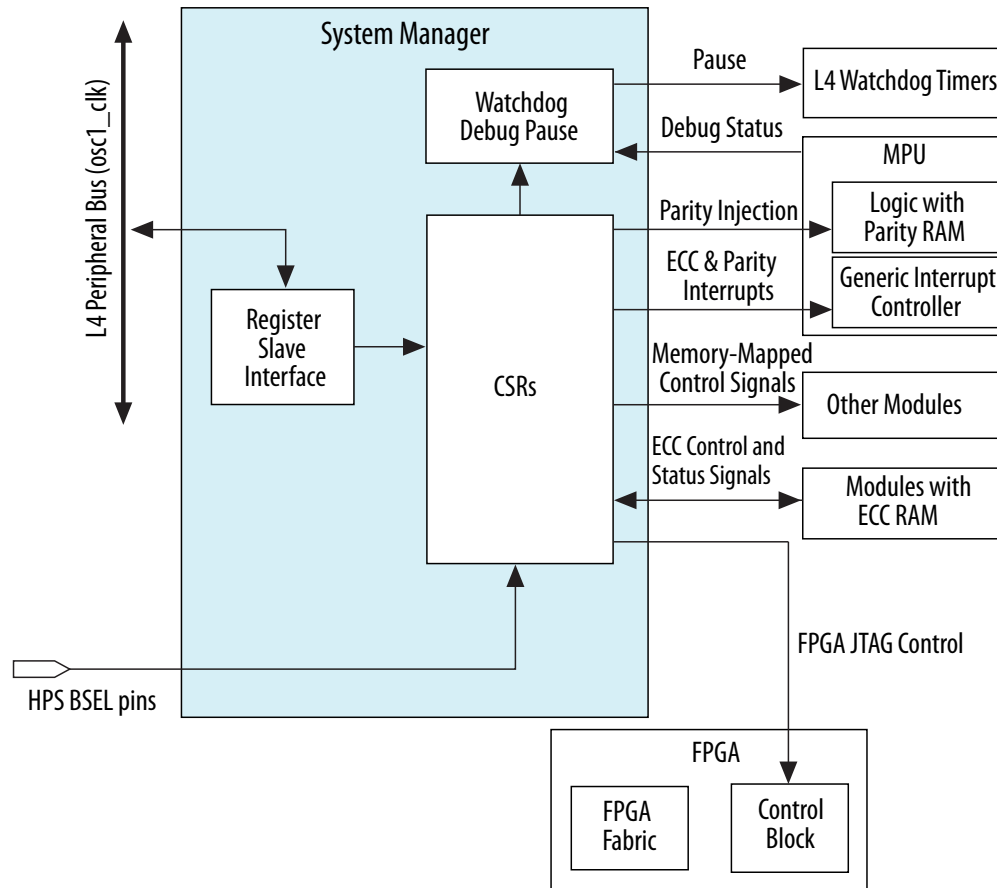 System Manager
L4 Peripheral Bus (osc1_clk)
Watchdog
Debug Pause
Pause
L4 Watchdog Timers
Debug Status
MPU
Parity Injection
Logic with
Parity RAM
ECC & Parity
Interrupts
Generic Interrupt
Controller
Register
Slave
Interface
CSRs
Memory-Mapped
Control Signals
Other Modules
ECC Control and
Status Signals
Modules with
ECC RAM
FPGA JTAG Control
HPS BSEL pins
FPGA
FPGA
Fabric
Control
Block